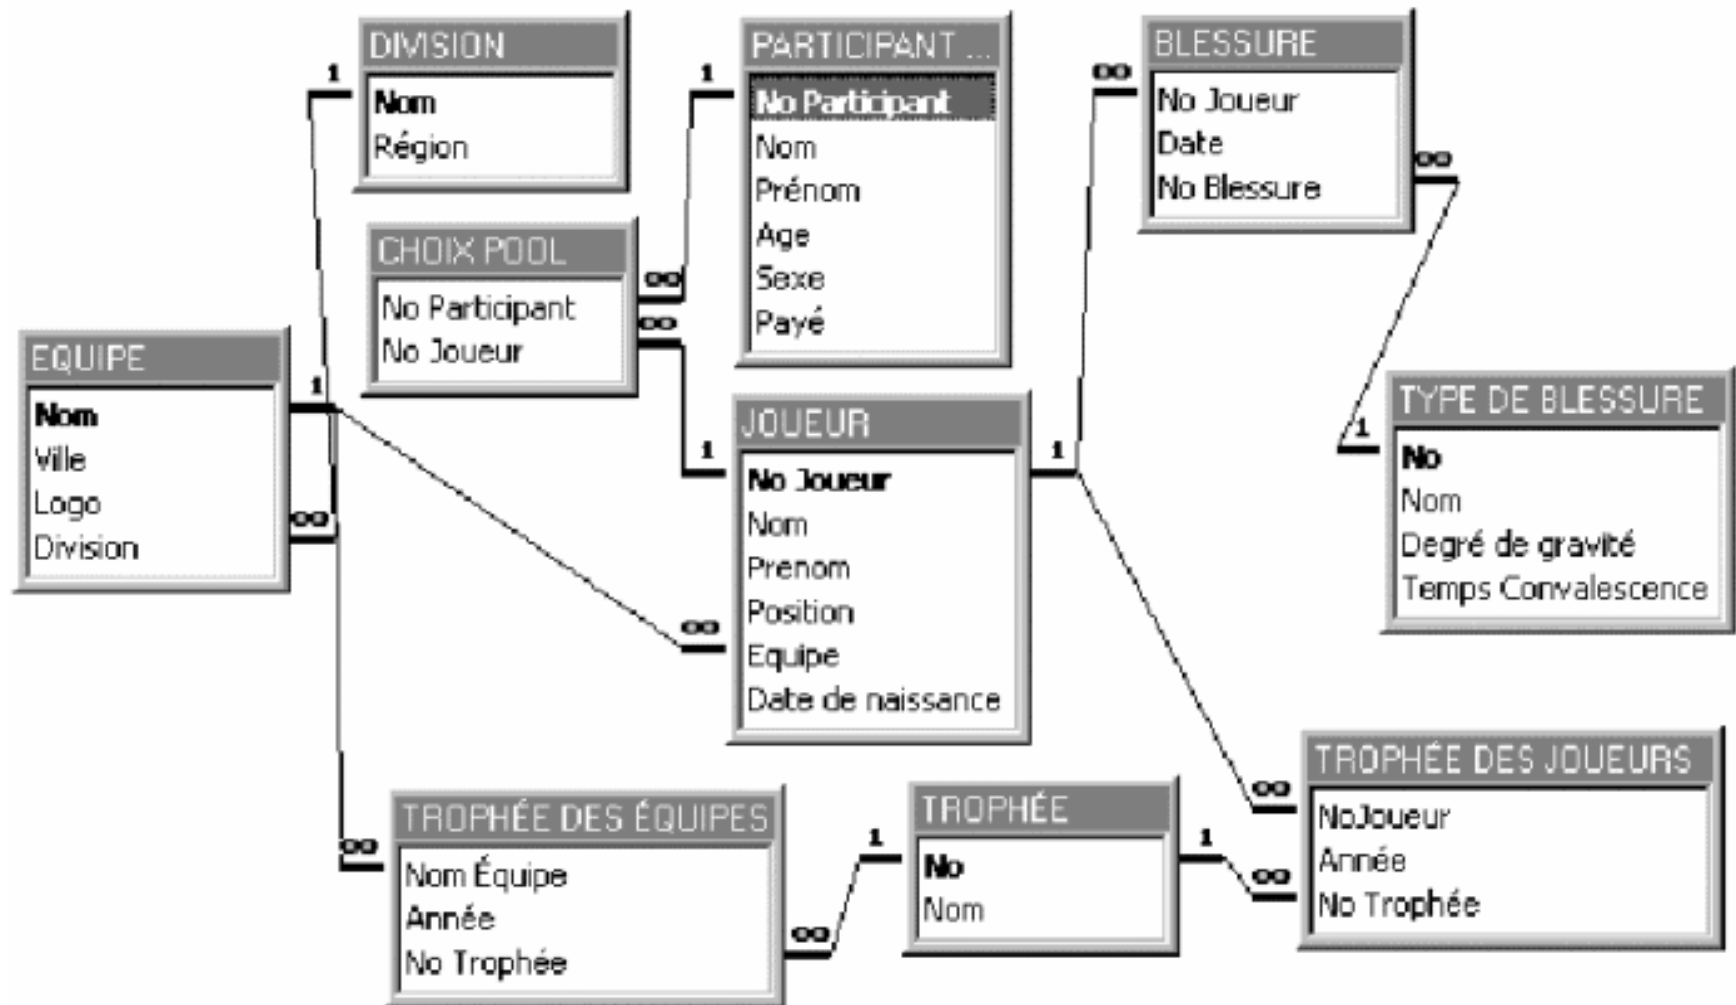 DIVISION
Nom
Région
PARTICIPANT ...
No Participant
Nom
Prénom
Age
Sexe
Payé
BLESSURE
No Joueur
Date
No Blessure
CHOIX POOL
No Participant
No Joueur
EQUIPE
Nom
Ville
Logo
Division
JOUEUR
No Joueur
Nom
Prenom
Position
Equipe
Date de naissance
TYPE DE BLESSURE
No
Nom
Degré de gravité
Temps Convalescence
TROPHÉE DES ÉQUIPES
Nom Équipe
Année
No Trophée
TROPHÉE
No
Nom
TROPHÉE DES JOUEURS
NoJoueur
Année
No Trophée
1
1
∞
∞
∞
∞
1
1
∞
1
1
∞
∞
∞
1
∞
1
∞